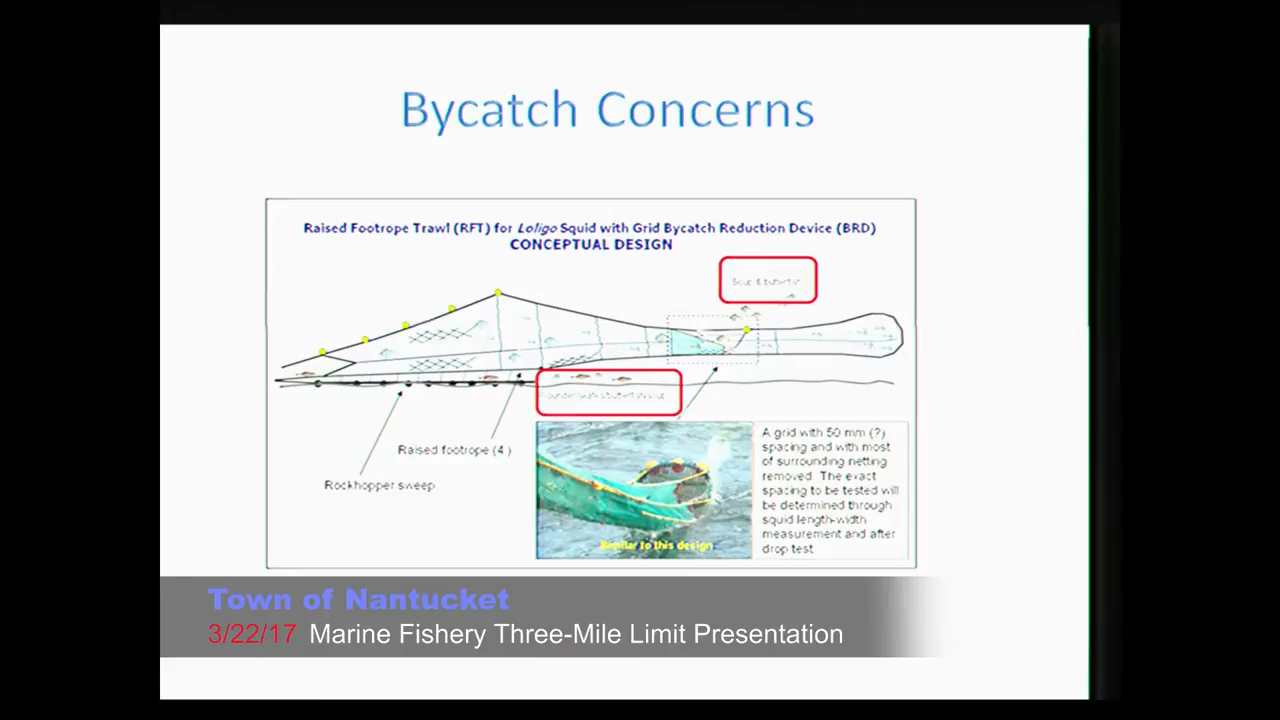 Bycatch Concerns
Raised Footrope Trawl (RFT) for Loligo Squid with Grid Bycatch Reduction Device (BRD)
CONCEPTUAL DESIGN
Scup & butterfish
Raised footrope (4 )
Rockhopper sweep
Similar to this design
A grid with 50 mm (?)
spacing and with most
of surrounding netting
removed. The exact
spacing to be tested will
be determined through
squid length-width
measurement and after
drop test
Town of Nantucket
3/22/17 Marine Fishery Three-Mile Limit Presentation